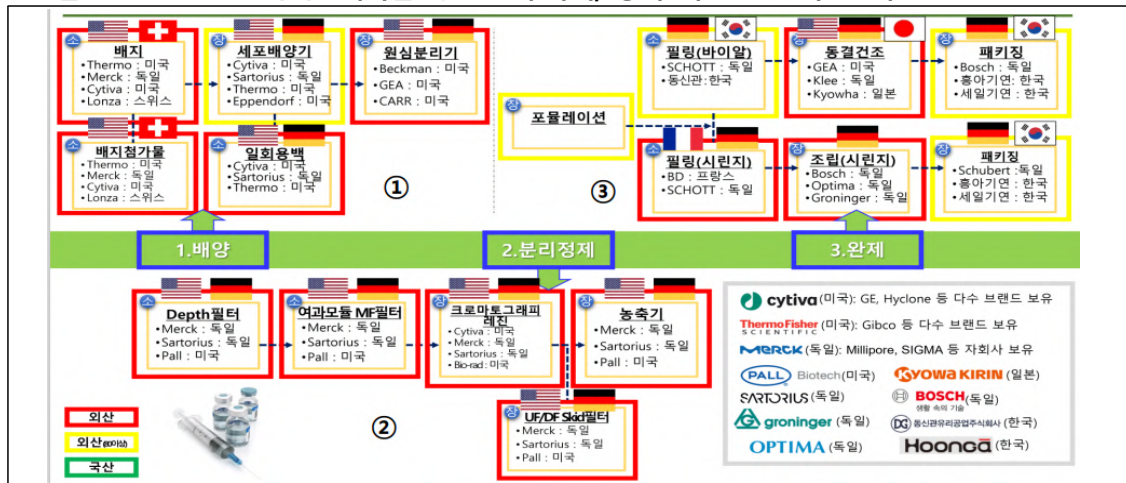 소
배지
•Thermo : 미국
•Merck : 독일
•Cytiva : 미국
•Lonza : 스위스
장
세포배양기
•Cytiva : 미국
•Sartorius : 독일
•Thermo : 미국
•Eppendorf : 미국
장
원심분리기
•Beckman : 미국
•GEA : 미국
•CARR : 미국
소
배지첨가물
•Thermo : 미국
•Merck : 독일
•Cytiva : 미국
•Lonza : 스위스
소
일회용백
•Cytiva : 미국
•Sartorius : 독일
•Thermo : 미국
①
장
포뮬레이션
③
소
필링(바이알)
•SCHOTT : 독일
•동신관:한국
장
동결건조
•GEA : 미국
•Klee : 독일
•Kyowha : 일본
장
패키징
•Bosch : 독일
•흥아기연: 한국
•세일기연 : 한국
소
필링(시린지)
•BD : 프랑스
•SCHOTT : 독일
장
조립(시린지)
•Bosch : 독일
•Optima : 독일
•Groninger : 독일
장
패키징
•Schubert :독일
•흥아기연 : 한국
•세일기연 : 한국
1.배양
2.분리정제
3.완제
소
Depth필터
•Merck : 독일
•Sartorius : 독일
•Pall : 미국
소
여과모듈 MF필터
•Merck : 독일
•Sartorius : 독일
•Pall : 미국
소
크로마토그래피
레진
•Cytiva : 미국
•Merck : 독일
•Sartorius : 독일
•Bio-rad : 미국
장
농축기
•Merck : 독일
•Sartorius : 독일
•Pall : 미국
장
UF/DF Skid필터
•Merck : 독일
•Sartorius : 독일
•Pall : 미국
②
외산
외산
국산
cytiva (미국): GE, Hyclone 등 다수 브랜드 보유
ThermoFisher SCIENTIFIC (미국): Gibco 등 다수 브랜드 보유
MERCK (독일): Millipore, SIGMA 등 자회사 보유
PALL Biotech(미국)
KYOWA KIRIN (일본)
SARTORIUS (독일)
BOSCH 생활 속의 기술 (독일)
groninger (독일)
DG 동신관유리공업주식회사 (한국)
OPTIMA (독일)
Hoonga (한국)